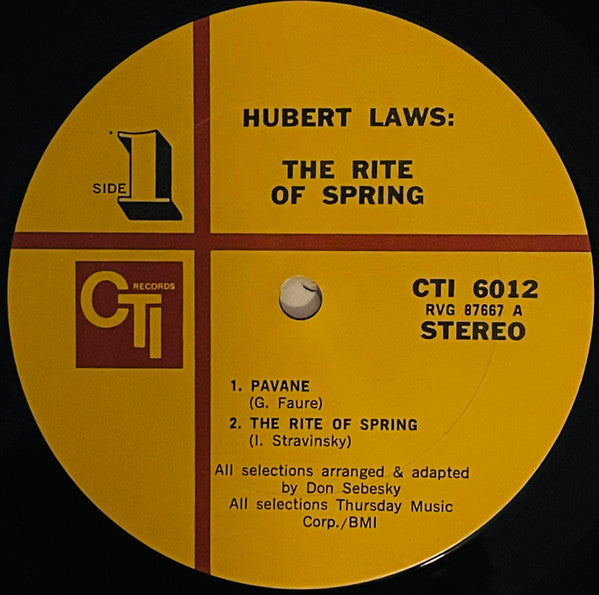 HUBERT LAWS:
THE RITE
OF SPRING
SIDE 1
CTI RECORDS
CTI 6012
RVG 87667 A
STEREO
1. PAVANE
(G. Faure)
2. THE RITE OF SPRING
(I. Stravinsky)
All selections arranged & adapted
by Don Sebesky
All selections Thursday Music
Corp./BMI